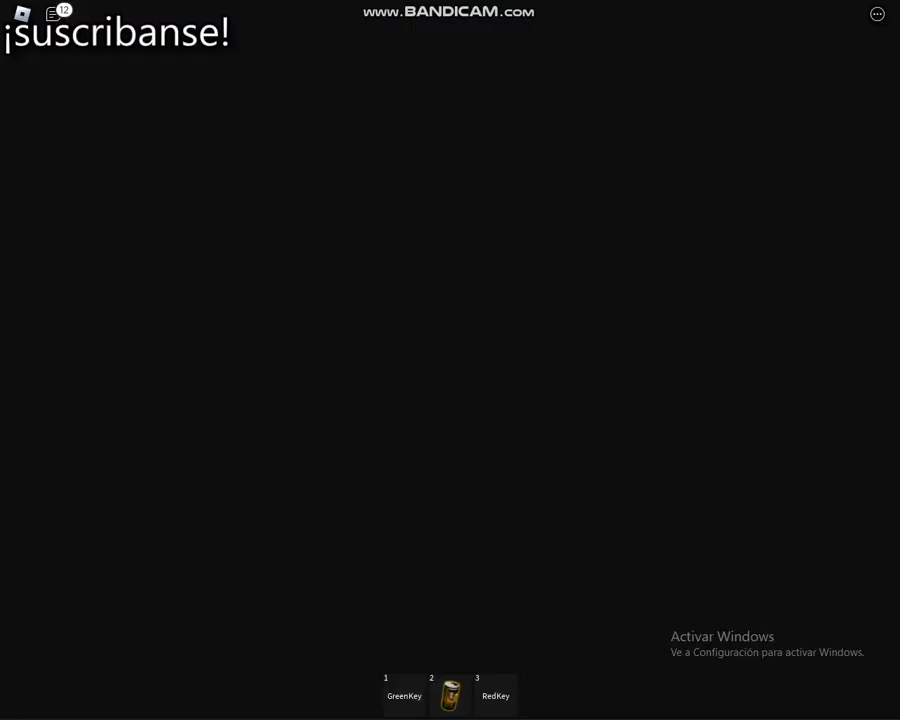 12
www.BANDICAM.com
¡suscribanse!
Activar Windows
Ve a Configuración para activar Windows.
1 2 3
GreenKey RedKey